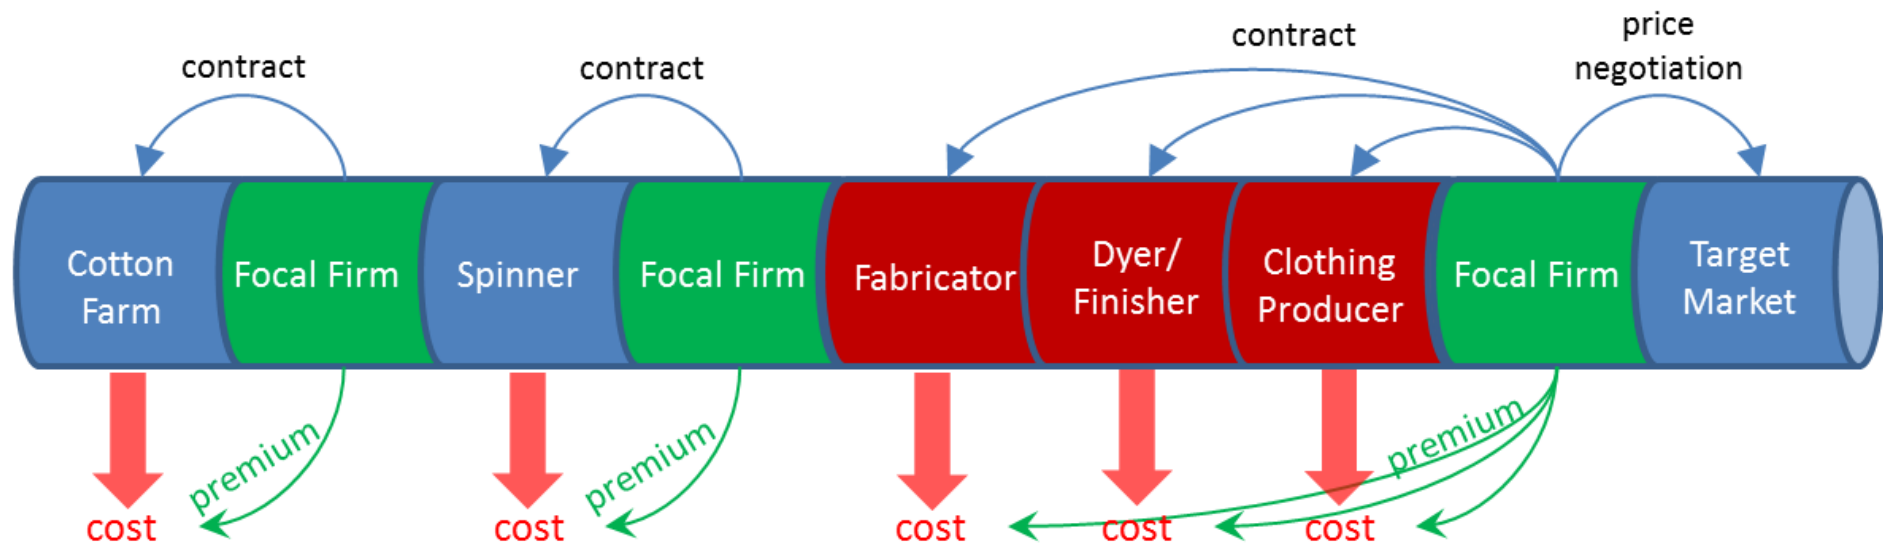 price
negotiation
contract
contract
contract
Cotton
Farm
Focal Firm
Spinner
Focal Firm
Fabricator
Dyer/
Finisher
Clothing
Producer
Focal Firm
Target
Market
premium
premium
premium
cost
cost
cost
cost
cost